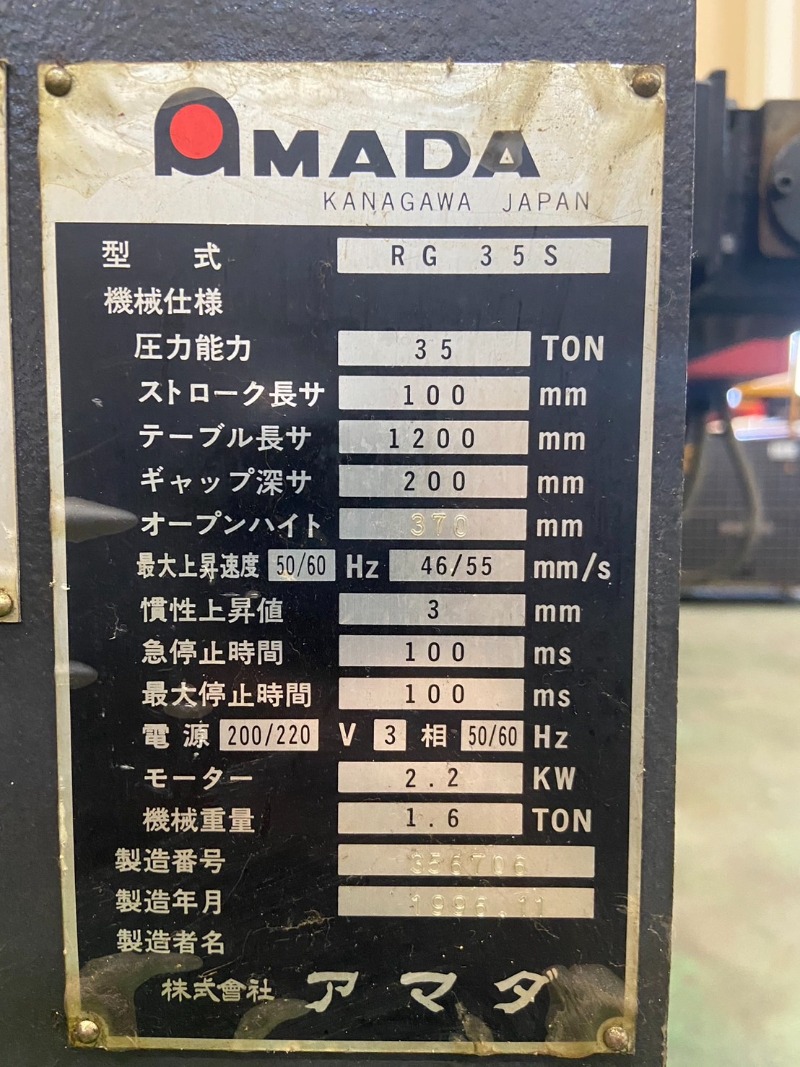 AMADA
KANAGAWA JAPAN
型 式 RG 35S
機械仕様
圧力能力 35 TON
ストローク長サ 100 mm
テーブル長サ 1200 mm
ギャップ深サ 200 mm
オープンハイト 370 mm
最大上昇速度 50/60 Hz 46/55 mm/s
慣性上昇値 3 mm
急停止時間 100 ms
最大停止時間 100 ms
電源 200/220 V 3 相 50/60 Hz
モーター 2.2 KW
機械重量 1.6 TON
製造番号 356706
製造年月 1996.11
製造者名
株式會社 アマダ